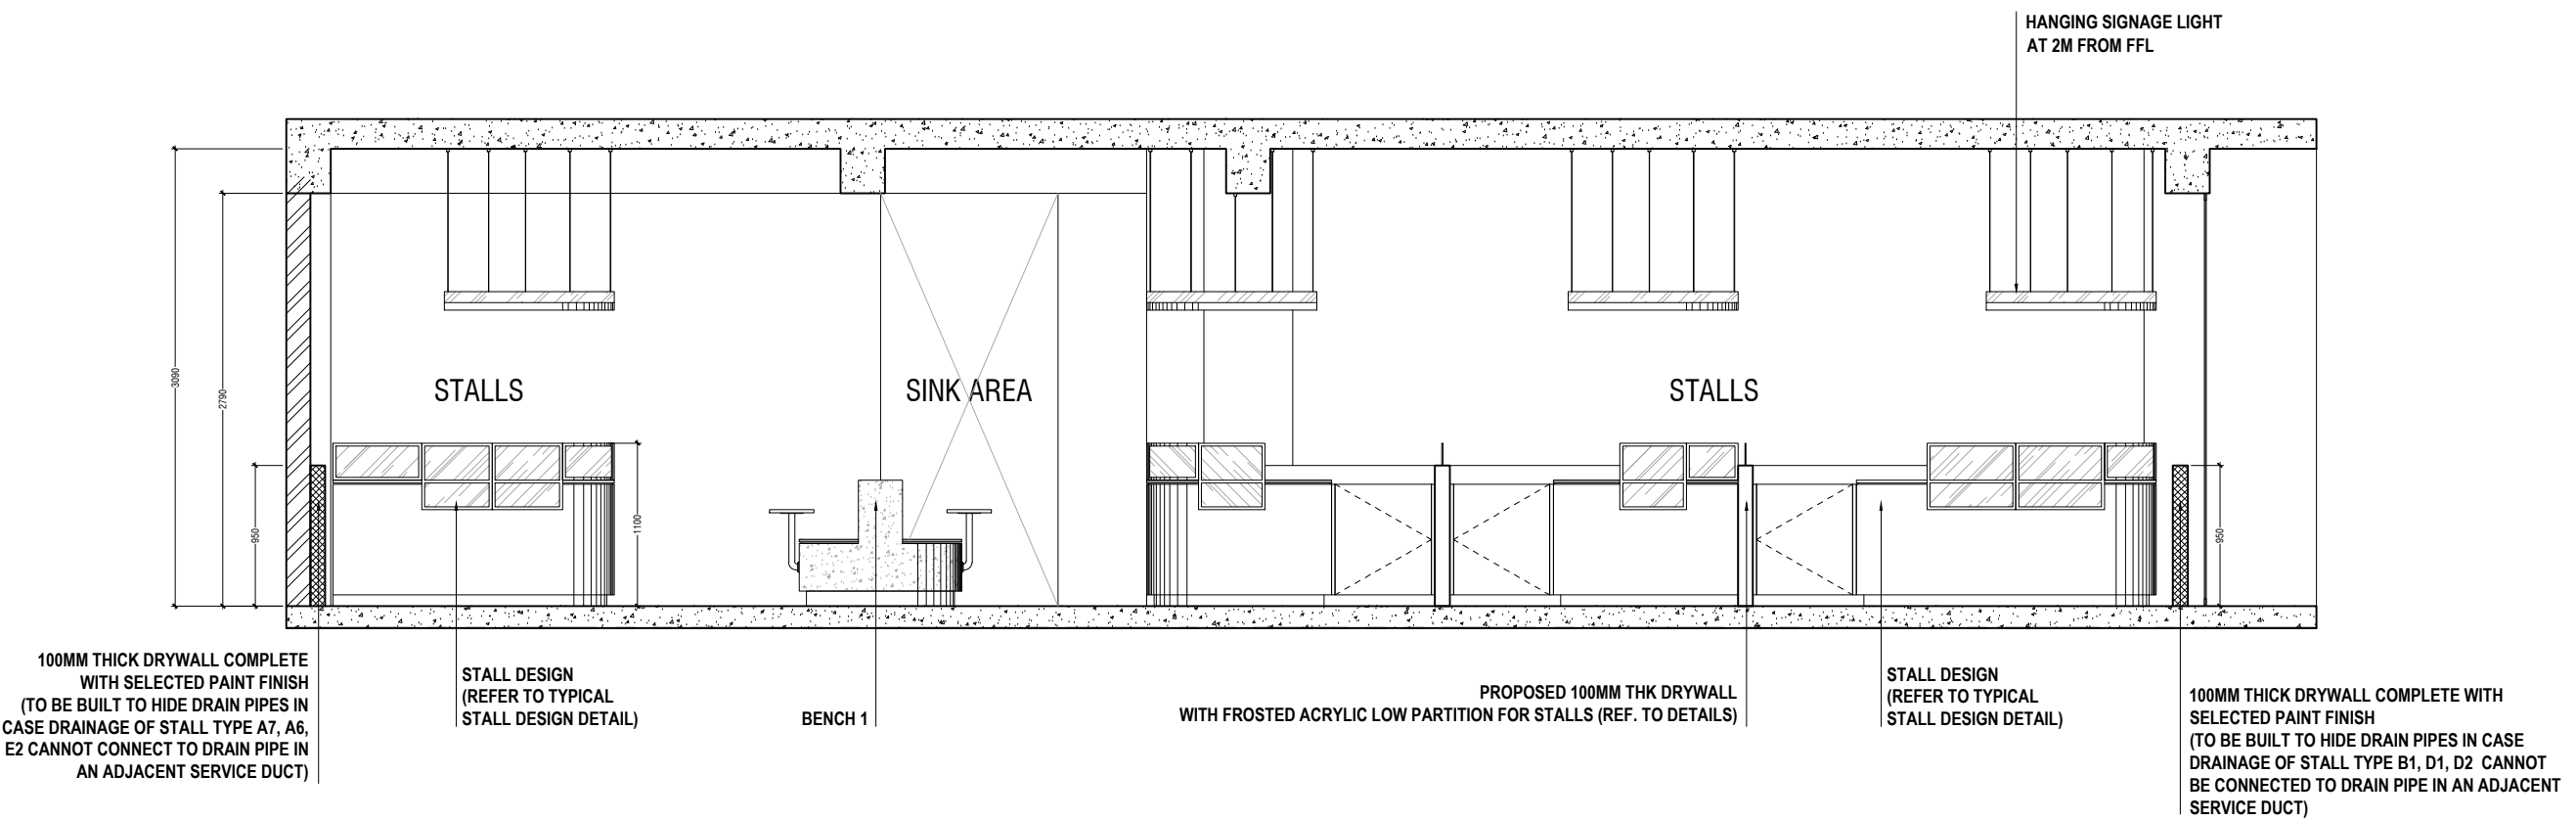 HANGING SIGNAGE LIGHT
AT 2M FROM FFL
3090
2790
STALLS
SINK AREA
STALLS
950
1100
950
100MM THICK DRYWALL COMPLETE
WITH SELECTED PAINT FINISH
(TO BE BUILT TO HIDE DRAIN PIPES IN
CASE DRAINAGE OF STALL TYPE A7, A6,
E2 CANNOT CONNECT TO DRAIN PIPE IN
AN ADJACENT SERVICE DUCT)
STALL DESIGN
(REFER TO TYPICAL
STALL DESIGN DETAIL)
BENCH 1
PROPOSED 100MM THK DRYWALL
WITH FROSTED ACRYLIC LOW PARTITION FOR STALLS (REF. TO DETAILS)
STALL DESIGN
(REFER TO TYPICAL
STALL DESIGN DETAIL)
100MM THICK DRYWALL COMPLETE WITH
SELECTED PAINT FINISH
(TO BE BUILT TO HIDE DRAIN PIPES IN CASE
DRAINAGE OF STALL TYPE B1, D1, D2 CANNOT
BE CONNECTED TO DRAIN PIPE IN AN ADJACENT
SERVICE DUCT)